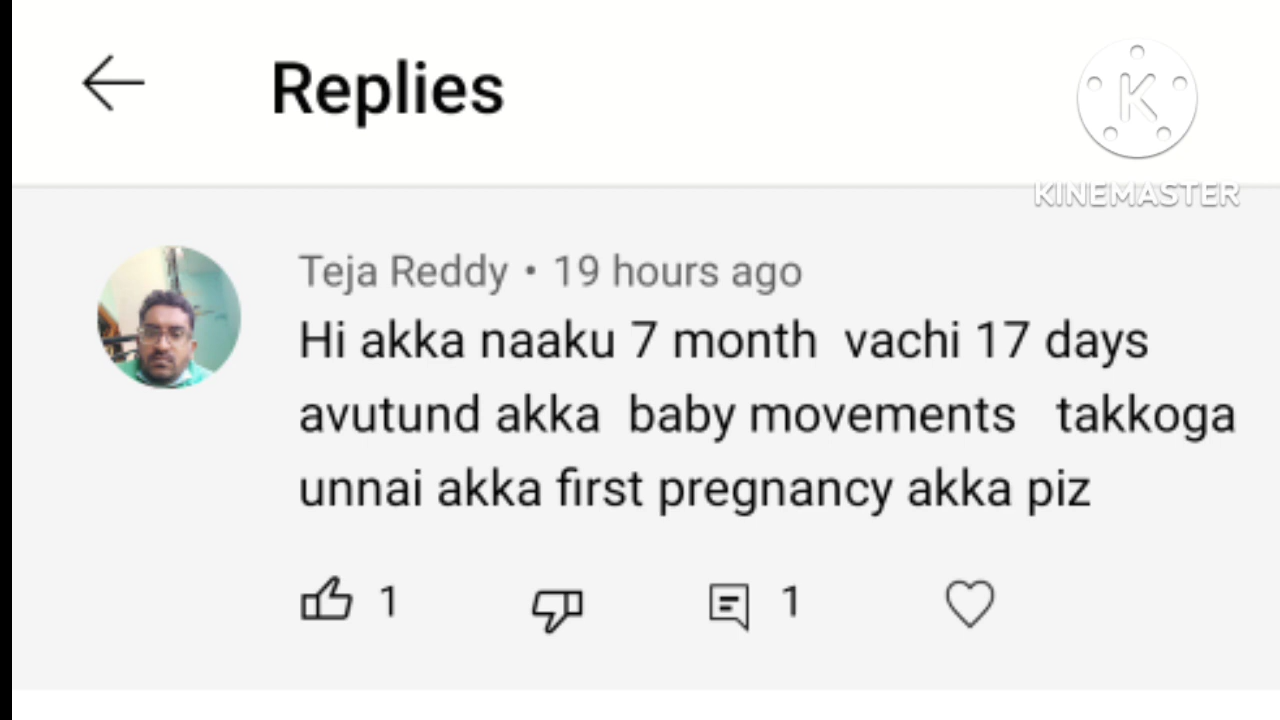 Replies
KINEMASTER
Teja Reddy • 19 hours ago
Hi akka naaku 7 month vachi 17 days
avutund akka baby movements takkoga
unnai akka first pregnancy akka piz
1 1